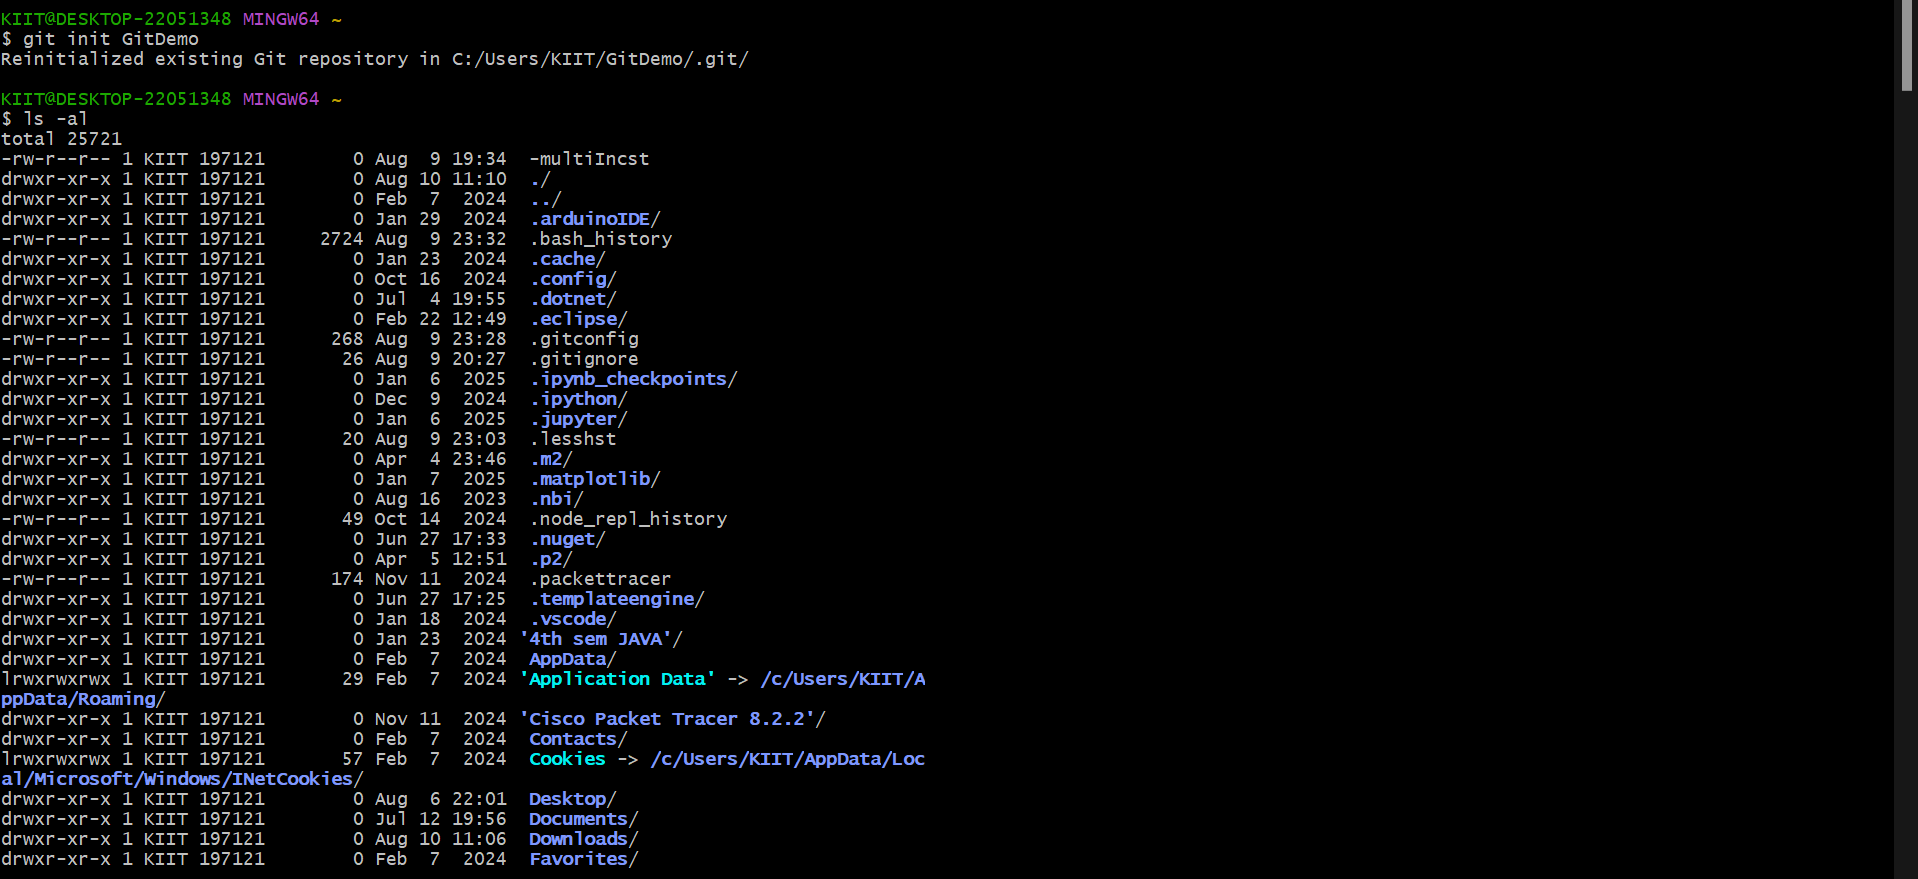 KIIT@DESKTOP-22051348 MINGW64 ~
$ git init GitDemo
Reinitialized existing Git repository in C:/Users/KIIT/GitDemo/.git/

KIIT@DESKTOP-22051348 MINGW64 ~
$ ls -al
total 25721
-rw-r--r-- 1 KIIT 197121        0 Aug  9 19:34  -multiIncst
drwxr-xr-x 1 KIIT 197121        0 Aug 10 11:10  ./
drwxr-xr-x 1 KIIT 197121        0 Feb  7  2024  ../
drwxr-xr-x 1 KIIT 197121        0 Jan 29  2024  .arduinoIDE/
-rw-r--r-- 1 KIIT 197121     2724 Aug  9 23:32  .bash_history
drwxr-xr-x 1 KIIT 197121        0 Jan 23  2024  .cache/
drwxr-xr-x 1 KIIT 197121        0 Oct 16  2024  .config/
drwxr-xr-x 1 KIIT 197121        0 Jul  4 19:55  .dotnet/
drwxr-xr-x 1 KIIT 197121        0 Feb 22 12:49  .eclipse/
-rw-r--r-- 1 KIIT 197121      268 Aug  9 23:28  .gitconfig
-rw-r--r-- 1 KIIT 197121       26 Aug  9 20:27  .gitignore
drwxr-xr-x 1 KIIT 197121        0 Jan  6  2025  .ipynb_checkpoints/
drwxr-xr-x 1 KIIT 197121        0 Dec  9  2024  .ipython/
drwxr-xr-x 1 KIIT 197121        0 Jan  6  2025  .jupyter/
-rw-r--r-- 1 KIIT 197121       20 Aug  9 23:03  .lesshst
drwxr-xr-x 1 KIIT 197121        0 Apr  4 23:46  .m2/
drwxr-xr-x 1 KIIT 197121        0 Jan  7  2025  .matplotlib/
drwxr-xr-x 1 KIIT 197121        0 Aug 16  2023  .nbi/
-rw-r--r-- 1 KIIT 197121       49 Oct 14  2024  .node_repl_history
drwxr-xr-x 1 KIIT 197121        0 Jun 27 17:33  .nuget/
drwxr-xr-x 1 KIIT 197121        0 Apr  5 12:51  .p2/
-rw-r--r-- 1 KIIT 197121      174 Nov 11  2024  .packettracer
drwxr-xr-x 1 KIIT 197121        0 Jun 27 17:25  .templateengine/
drwxr-xr-x 1 KIIT 197121        0 Jan 18  2024  .vscode/
drwxr-xr-x 1 KIIT 197121        0 Jan 23  2024 '4th sem JAVA'/
drwxr-xr-x 1 KIIT 197121        0 Feb  7  2024  AppData/
lrwxrwxrwx 1 KIIT 197121       29 Feb  7  2024 'Application Data' -> /c/Users/KIIT/A
ppData/Roaming/
drwxr-xr-x 1 KIIT 197121        0 Nov 11  2024 'Cisco Packet Tracer 8.2.2'/
drwxr-xr-x 1 KIIT 197121        0 Feb  7  2024  Contacts/
lrwxrwxrwx 1 KIIT 197121       57 Feb  7  2024  Cookies -> /c/Users/KIIT/AppData/Loc
al/Microsoft/Windows/INetCookies/
drwxr-xr-x 1 KIIT 197121        0 Aug  6 22:01  Desktop/
drwxr-xr-x 1 KIIT 197121        0 Jul 12 19:56  Documents/
drwxr-xr-x 1 KIIT 197121        0 Aug 10 11:06  Downloads/
drwxr-xr-x 1 KIIT 197121        0 Feb  7  2024  Favorites/